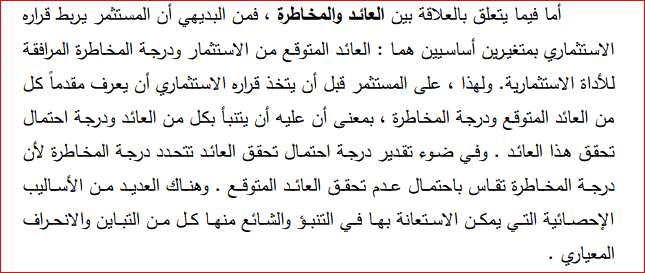 أما فيما يتعلق بالعلاقة بين العائد والمخاطرة ، فمن البديهي أن المستثمر يربط قراره
الاستثماري بمتغيرين أساسيين هما : العائد المتوقع من الاستثمار ودرجة المخاطرة المرافقة
للأداة الاستثمارية. ولهذا ، على المستثمر قبل أن يتخذ قراره الاستثماري أن يعرف مقدماً كل
من العائد المتوقع ودرجة المخاطرة ، بمعنى أن عليه أن يتنبأ بكل من العائد ودرجة احتمال
تحقق هذا العائد . وفي ضوء تقدير درجة احتمال تحقق العائد تتحدد درجة المخاطرة لأن
درجة المخاطرة تقاس باحتمال عدم تحقق العائد المتوقع . وهناك العديد من الأساليب
الإحصائية التي يمكن الاستعانة بها في التنبؤ والشائع منها كل من التباين والانحراف
المعياري .